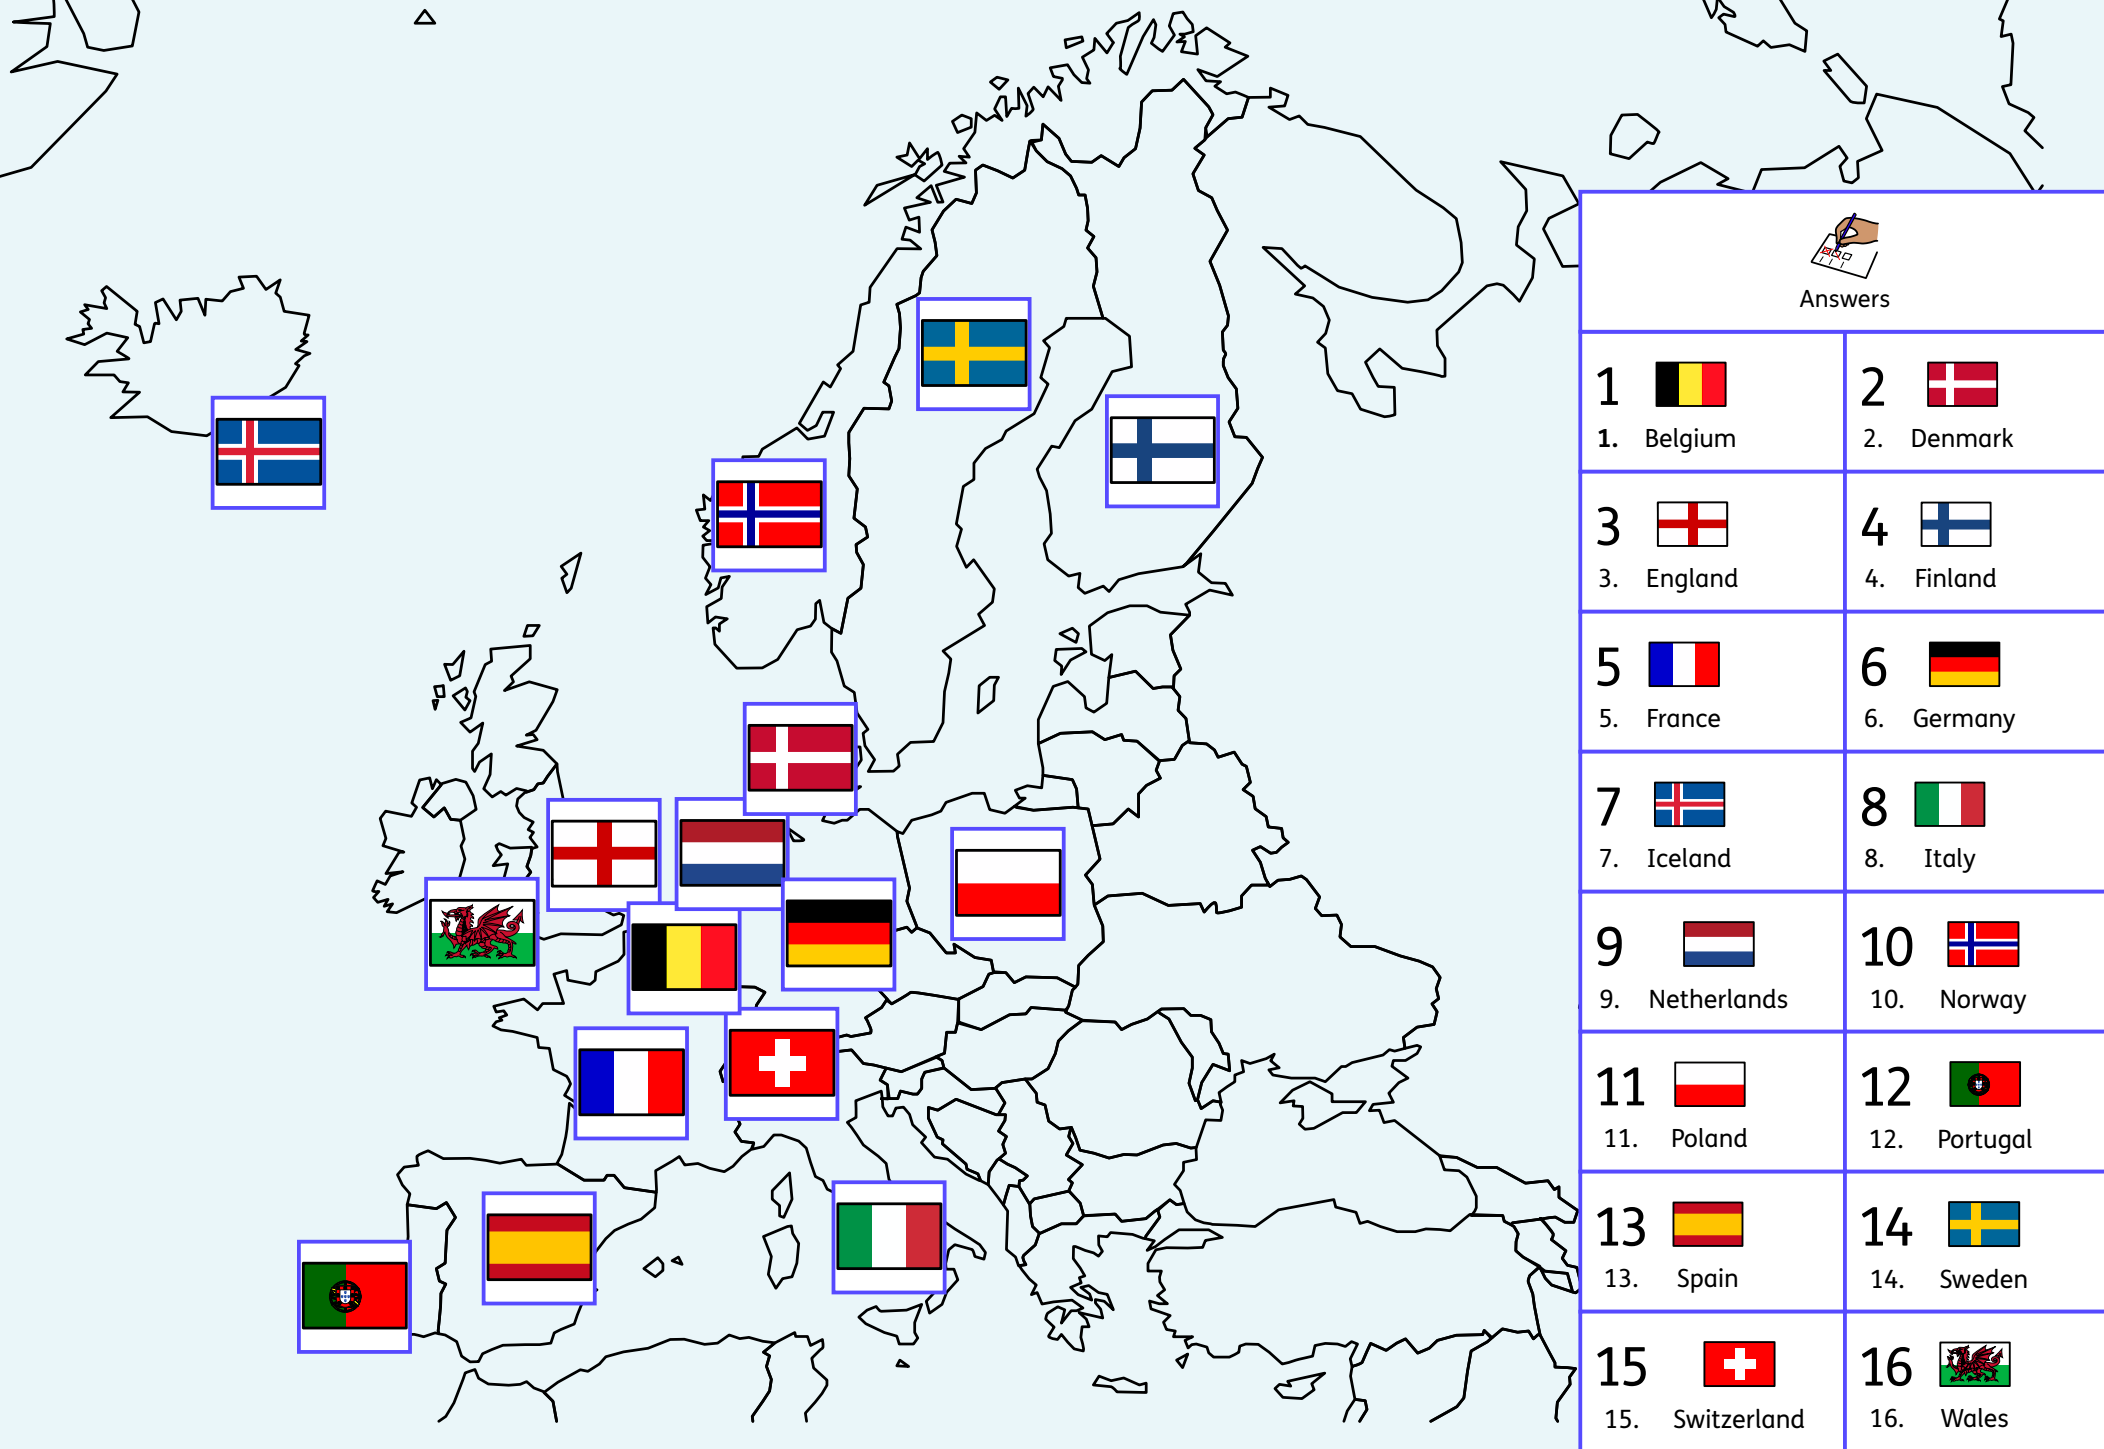 Answers
1
2
1. Belgium
2. Denmark
3
4
3. England
4. Finland
5
6
5. France
6. Germany
7
8
7. Iceland
8. Italy
9
10
9. Netherlands
10. Norway
11
12
11. Poland
12. Portugal
13
14
13. Spain
14. Sweden
15
16
15. Switzerland
16. Wales